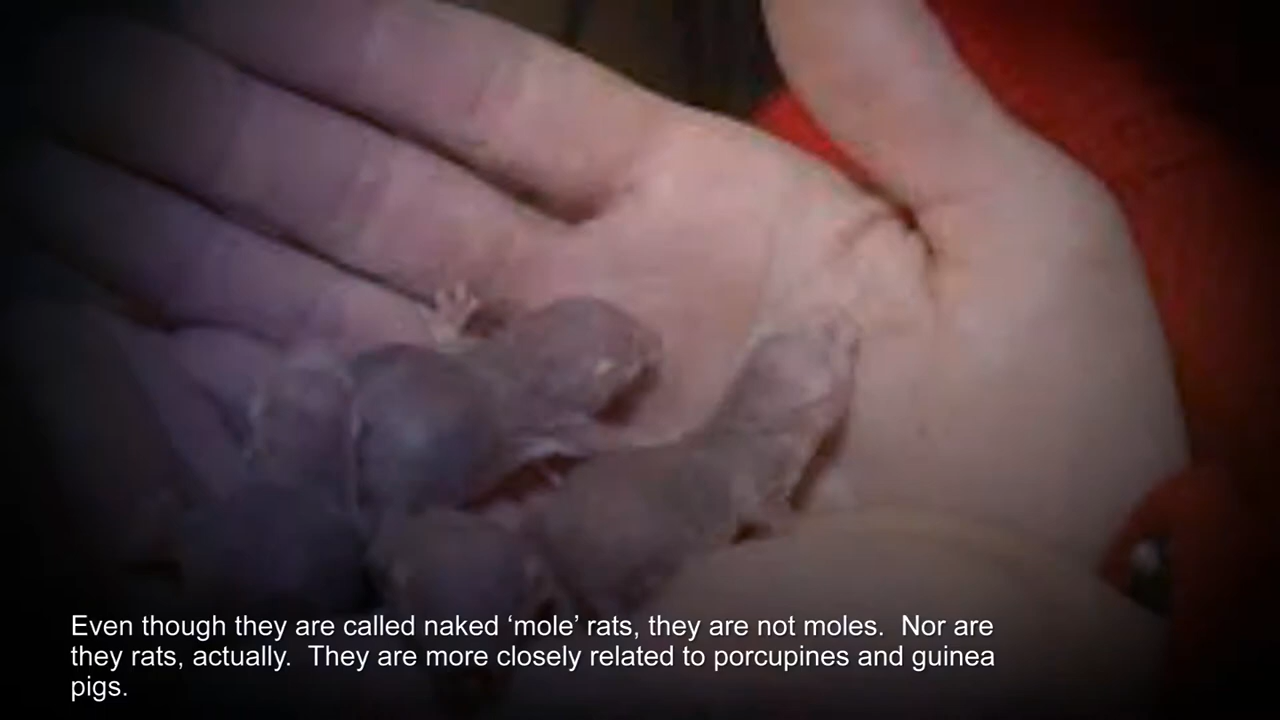 Even though they are called naked ‘mole’ rats, they are not moles.  Nor are
they rats, actually.  They are more closely related to porcupines and guinea
pigs.